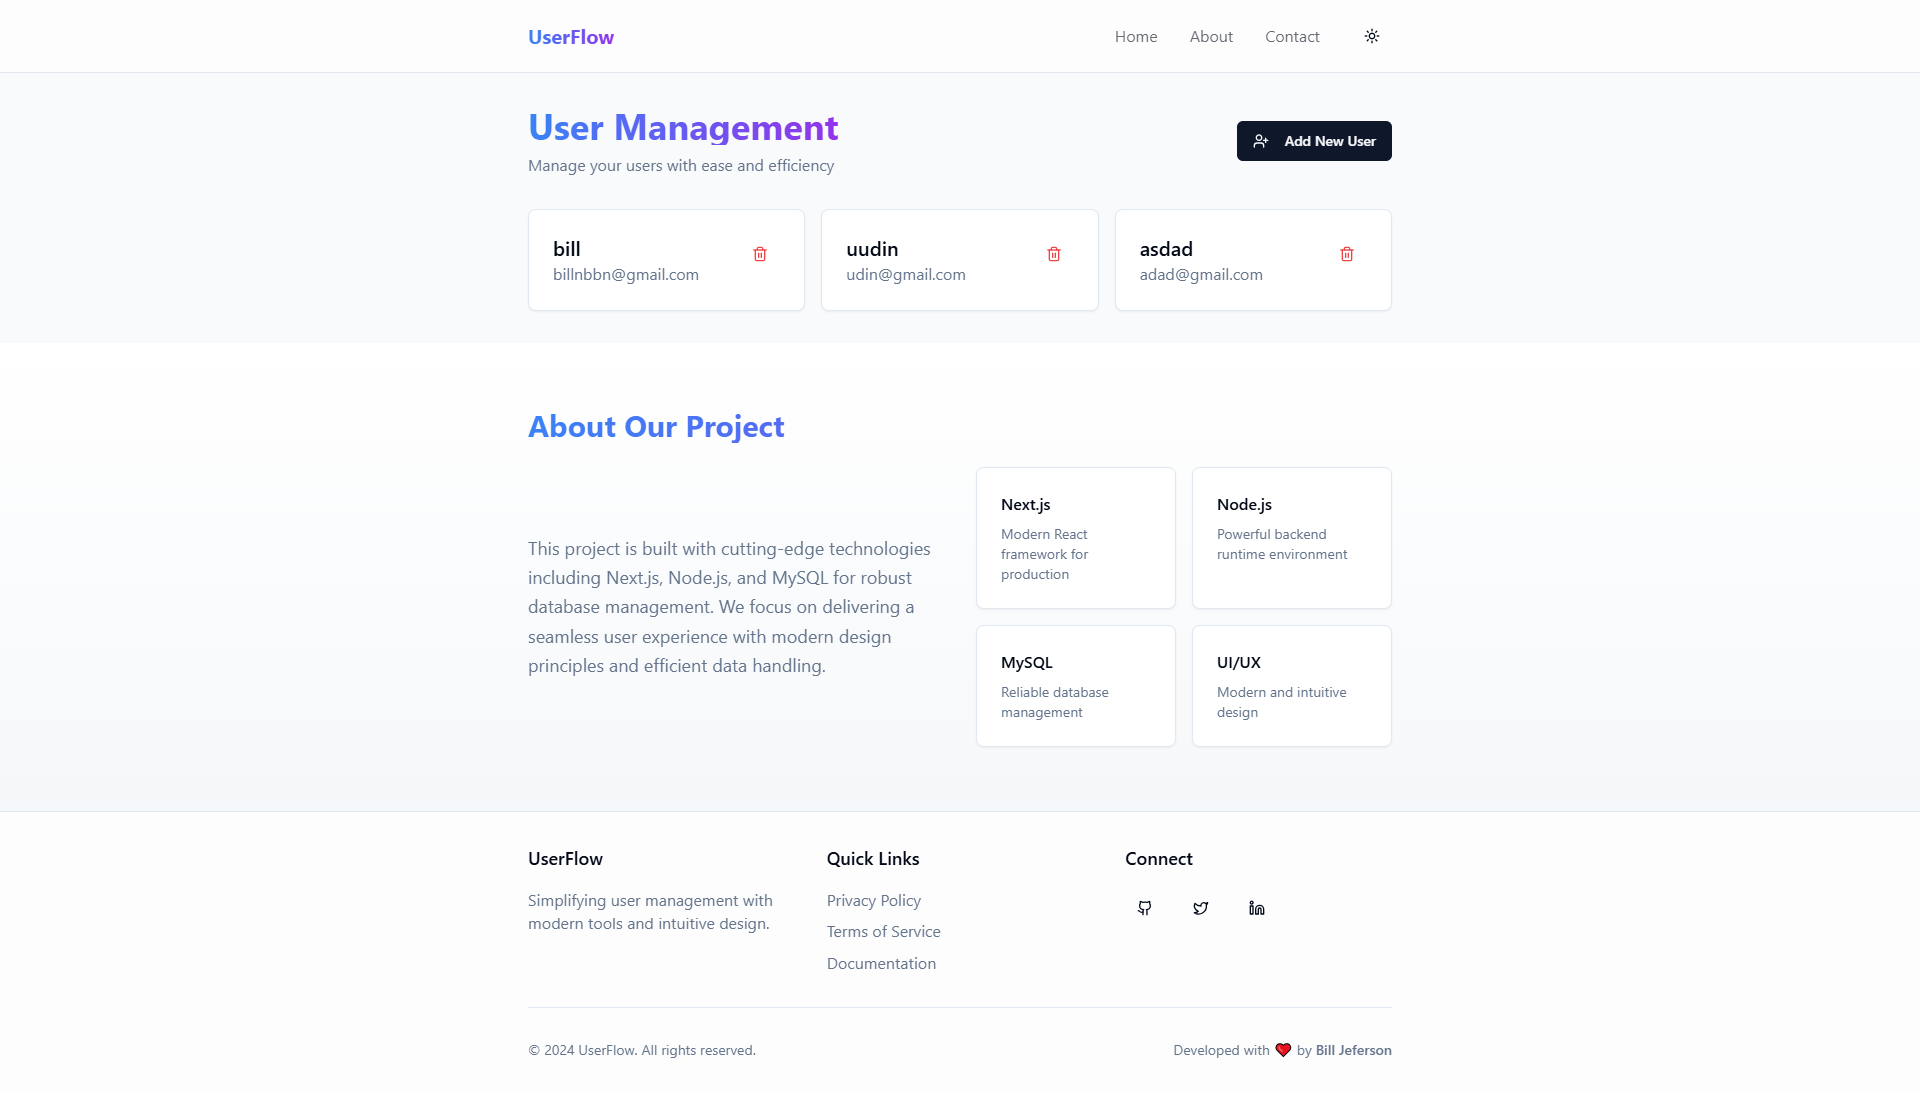 UserFlow
Home
About
Contact
User Management
Manage your users with ease and efficiency
Add New User
bill
billnbbn@gmail.com
uudin
udin@gmail.com
asdad
adad@gmail.com
About Our Project
This project is built with cutting-edge technologies
including Next.js, Node.js, and MySQL for robust
database management. We focus on delivering a
seamless user experience with modern design
principles and efficient data handling.
Next.js
Modern React
framework for
production
Node.js
Powerful backend
runtime environment
MySQL
Reliable database
management
UI/UX
Modern and intuitive
design
UserFlow
Simplifying user management with
modern tools and intuitive design.
Quick Links
Privacy Policy
Terms of Service
Documentation
Connect
© 2024 UserFlow. All rights reserved.
Developed with ❤️ by Bill Jeferson